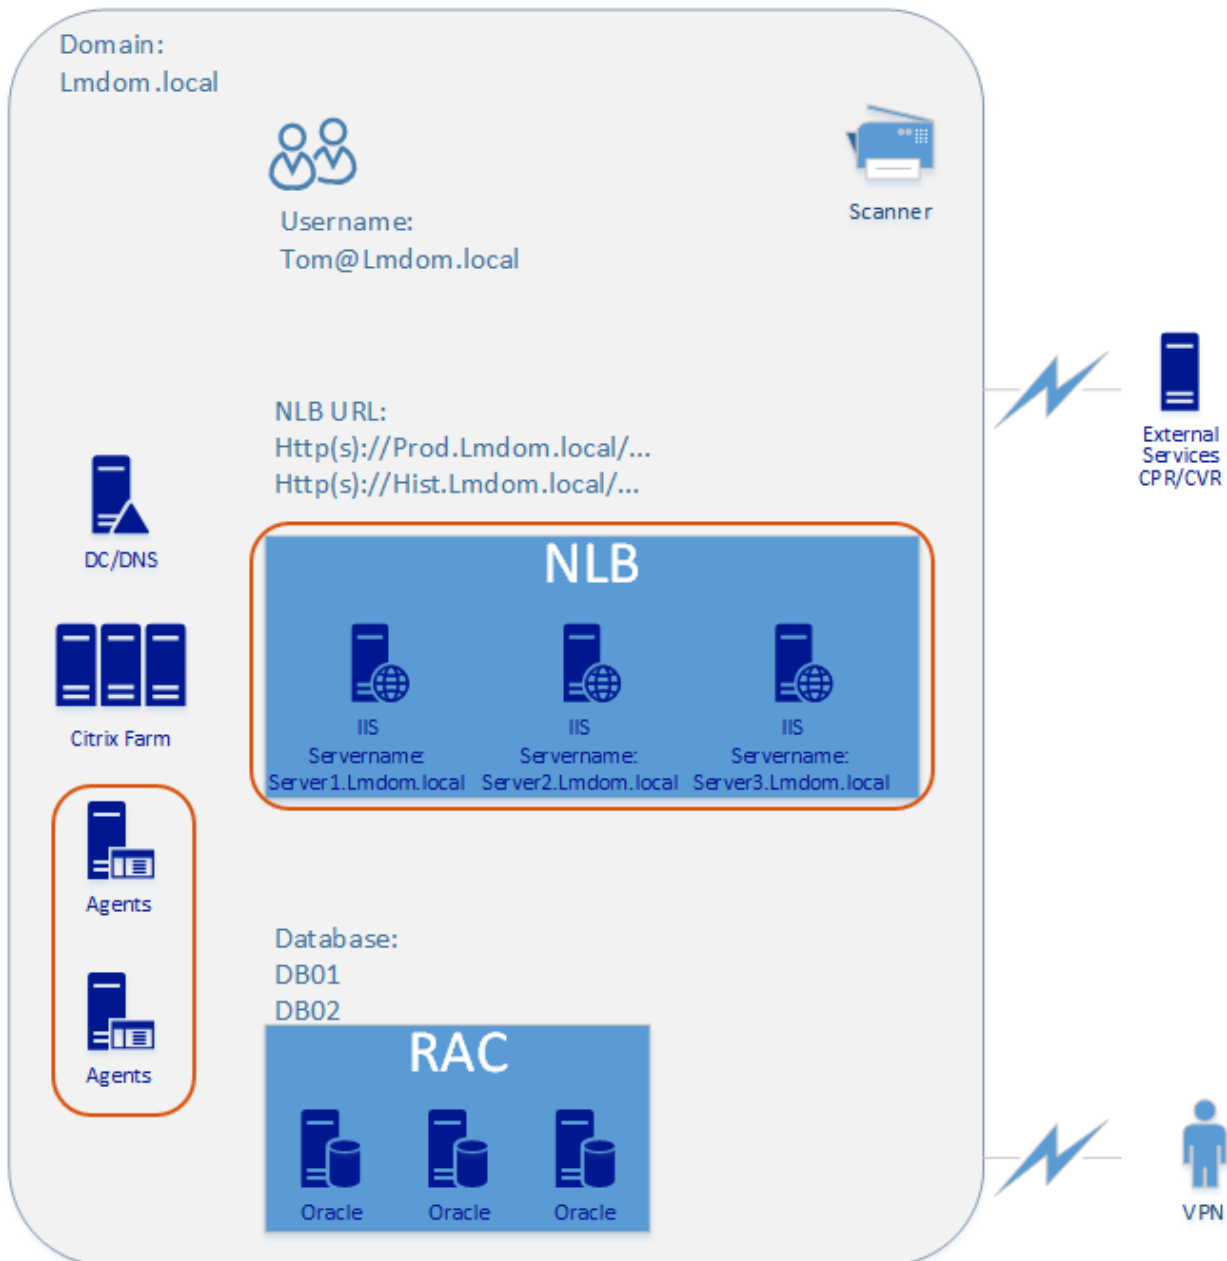 Domain:
Lmdom.local
Username:
Tom@Lmdom.local
Scanner
NLB URL:
Http(s)://Prod.Lmdom.local/...
Http(s)://Hist.Lmdom.local/...
External
Services
CPR/CVR
DC/DNS
NLB
Citrix Farm
IIS
Servername:
Server1.Lmdom.local
IIS
Servername:
Server2.Lmdom.local
IIS
Servername:
Server3.Lmdom.local
Agents
Agents
Database:
DB01
DB02
RAC
Oracle
Oracle
Oracle
VPN